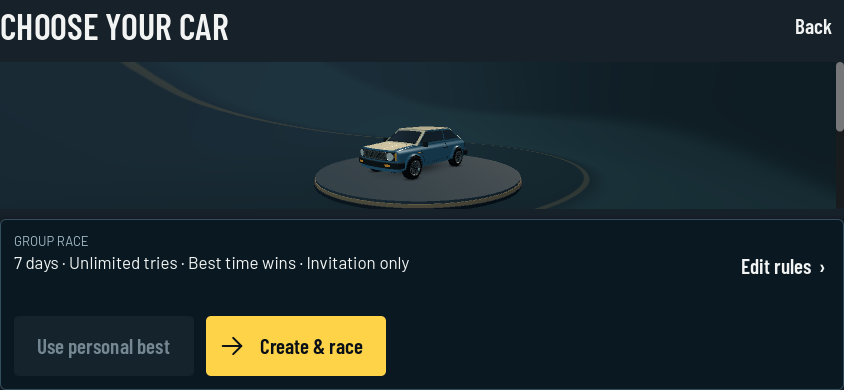 CHOOSE YOUR CAR
Back
GROUP RACE
7 days · Unlimited tries · Best time wins · Invitation only
Edit rules ›
Use personal best
→ Create & race